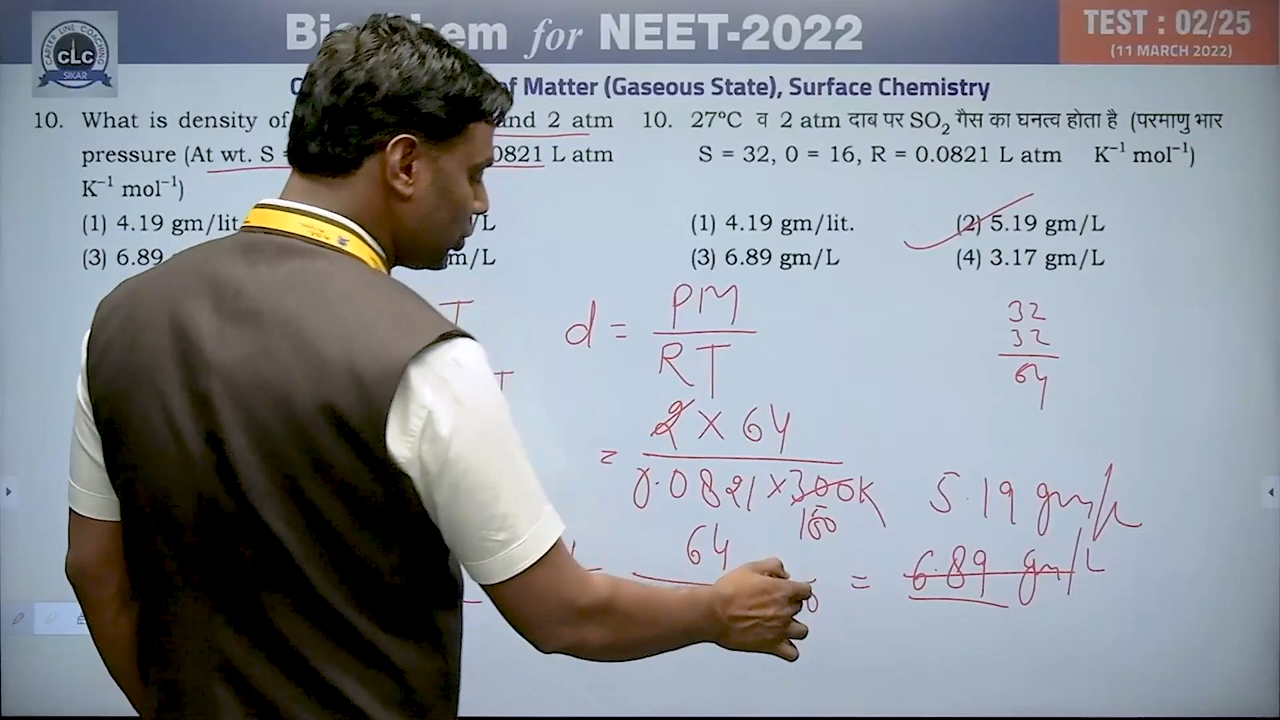 CAREER LINE COACHING
CLC
SIKAR
for NEET-2022
TEST : 02/25
(11 MARCH 2022)
of Matter (Gaseous State), Surface Chemistry
10. What is density of and 2 atm
pressure (At wt. S 0821 L atm
K⁻¹ mol⁻¹)
(1) 4.19 gm/lit /L
(3) 6.89 m/L
10. 27°C व 2 atm दाब पर SO₂ गैस का घनत्व होता है (परमाणु भार
S = 32, 0 = 16, R = 0.0821 L atm K⁻¹ mol⁻¹)
(1) 4.19 gm/lit. (2) 5.19 gm/L
(3) 6.89 gm/L (4) 3.17 gm/L
T
T
d = PM
RT
32
32
64
= 2 × 64
0.0821 × 300K
150
5.19 gm/L
64
= 6.89 gm/L